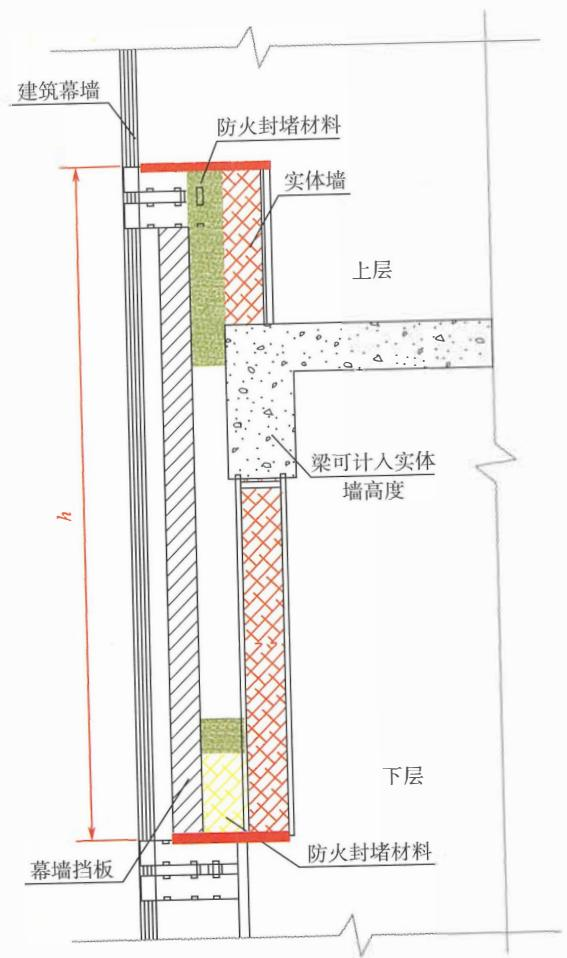 建筑幕墙
防火封堵材料
实体墙
上层
梁可计入实体
墙高度
h
下层
防火封堵材料
幕墙挡板